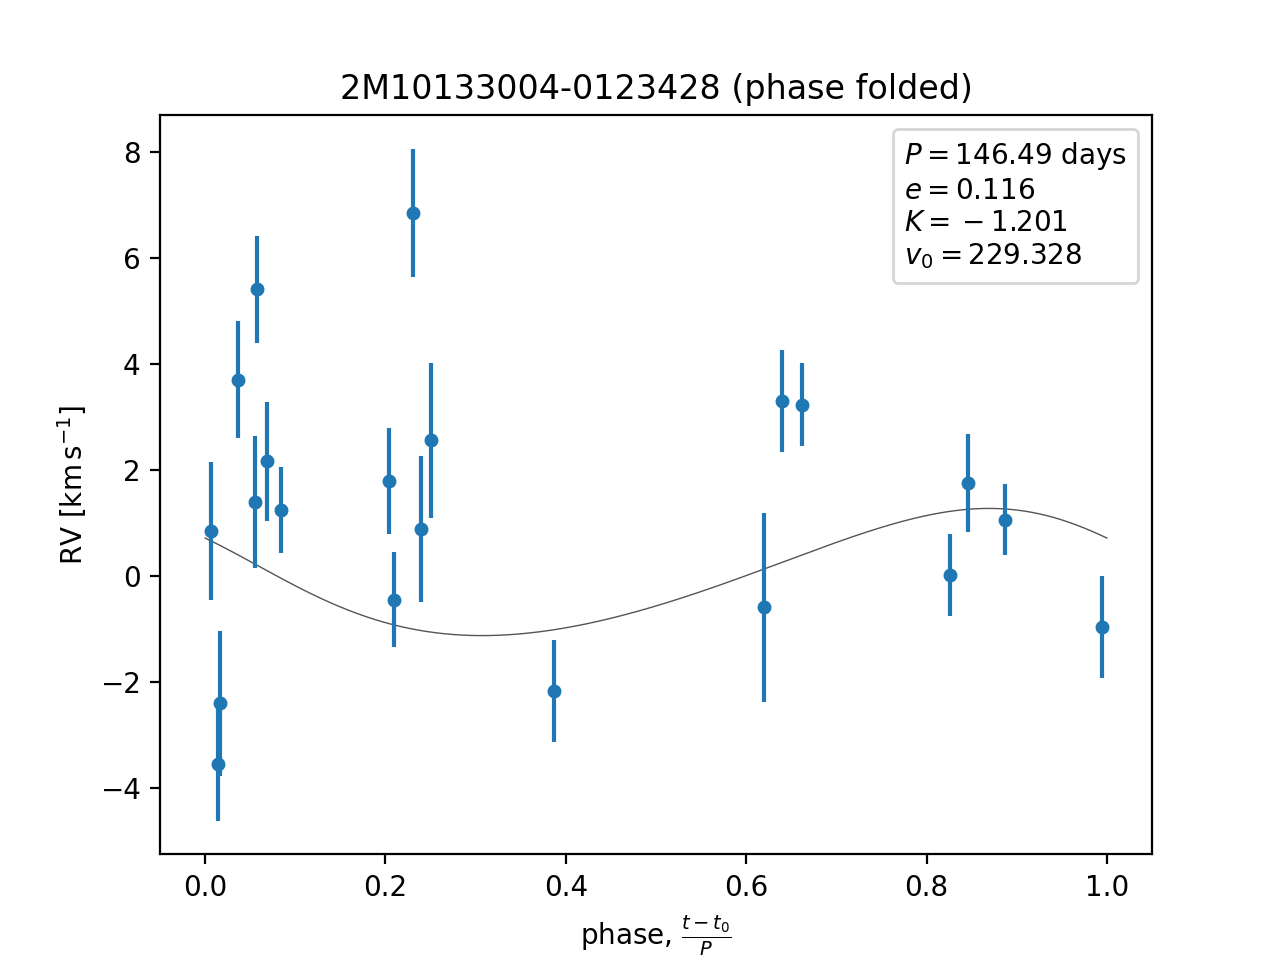 2M10133004-0123428 (phase folded)
P = 146.49 days
e = 0.116
K = −1.201
v₀ = 229.328
RV [km s⁻¹]
8
6
4
2
0
−2
−4
0.0 0.2 0.4 0.6 0.8 1.0
phase, (t − t₀)/P